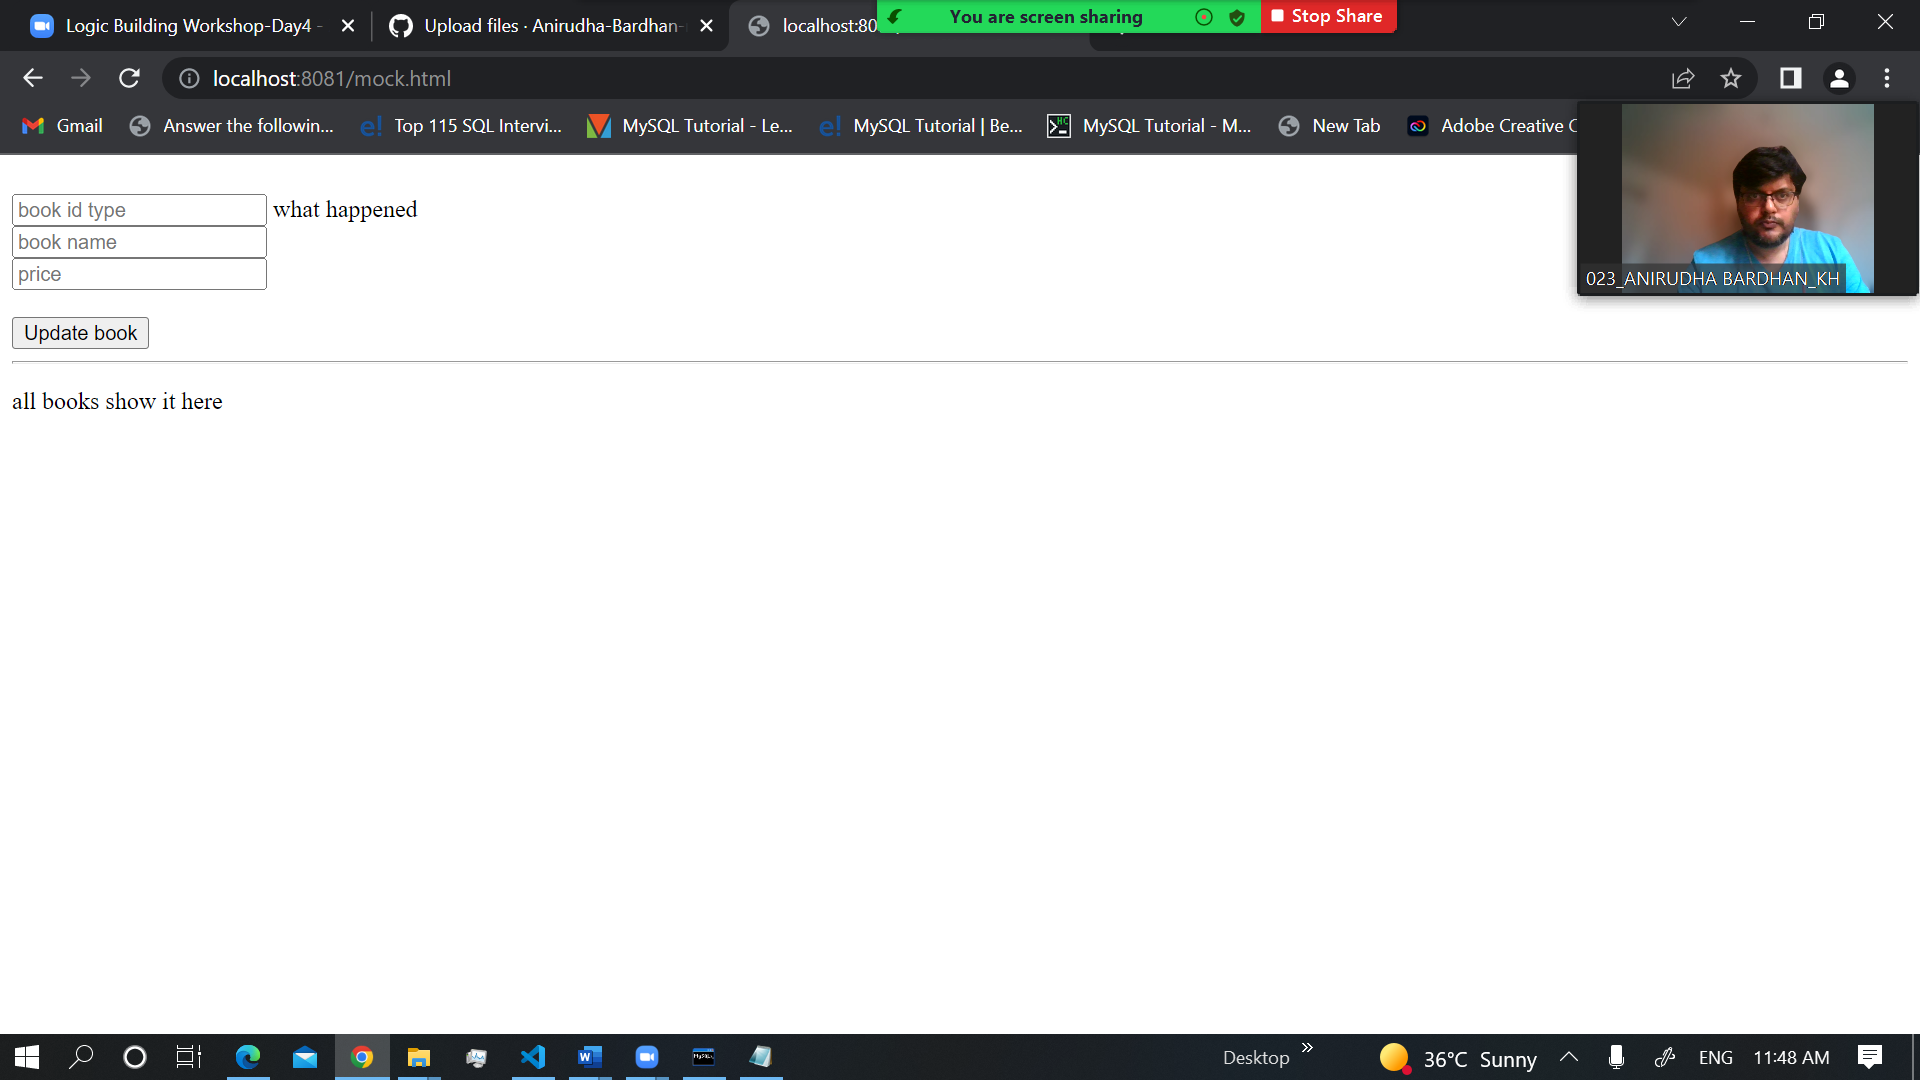 Logic Building Workshop-Day4 -
Upload files · Anirudha-Bardhan-
localhost:80
You are screen sharing
Stop Share
localhost:8081/mock.html
Gmail
Answer the followin...
Top 115 SQL Intervi...
MySQL Tutorial - Le...
MySQL Tutorial | Be...
MySQL Tutorial - M...
New Tab
Adobe Creative C
book id type what happened
book name
price
023_ANIRUDHA BARDHAN_KH
Update book
all books show it here
Desktop
36°C Sunny
ENG
11:48 AM